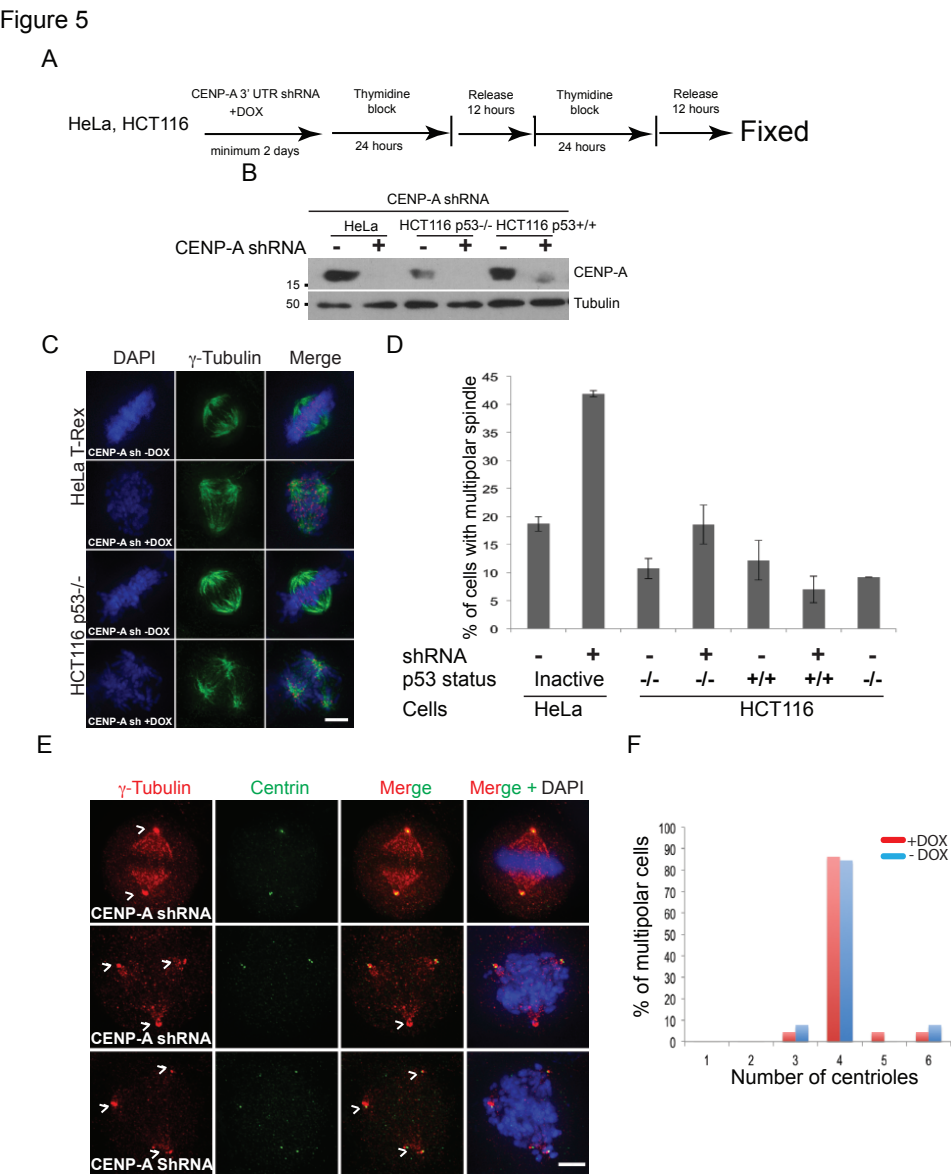 Figure 5
A
HeLa, HCT116
CENP-A 3' UTR shRNA
+DOX
minimum 2 days
Thymidine
block
24 hours
Release
12 hours
Thymidine
block
24 hours
Release
12 hours
Fixed
B
CENP-A shRNA
HeLa HCT116 p53-/- HCT116 p53+/+
CENP-A shRNA - + - + - +
CENP-A
15
50
Tubulin
C
DAPI γ-Tubulin Merge
HeLa T-Rex
CENP-A sh -DOX
CENP-A sh +DOX
HCT116 p53-/-
CENP-A sh -DOX
CENP-A sh +DOX
D
% of cells with multipolar spindle
45
40
35
30
25
20
15
10
5
0
shRNA - + - + - + -
p53 status Inactive -/- -/- +/+ +/+ -/-
Cells HeLa HCT116
E
γ-Tubulin Centrin Merge Merge + DAPI
CENP-A shRNA
CENP-A shRNA
CENP-A ShRNA
F
% of multipolar cells
100
90
80
70
60
50
40
30
20
10
0
+DOX
- DOX
1 2 3 4 5 6
Number of centrioles